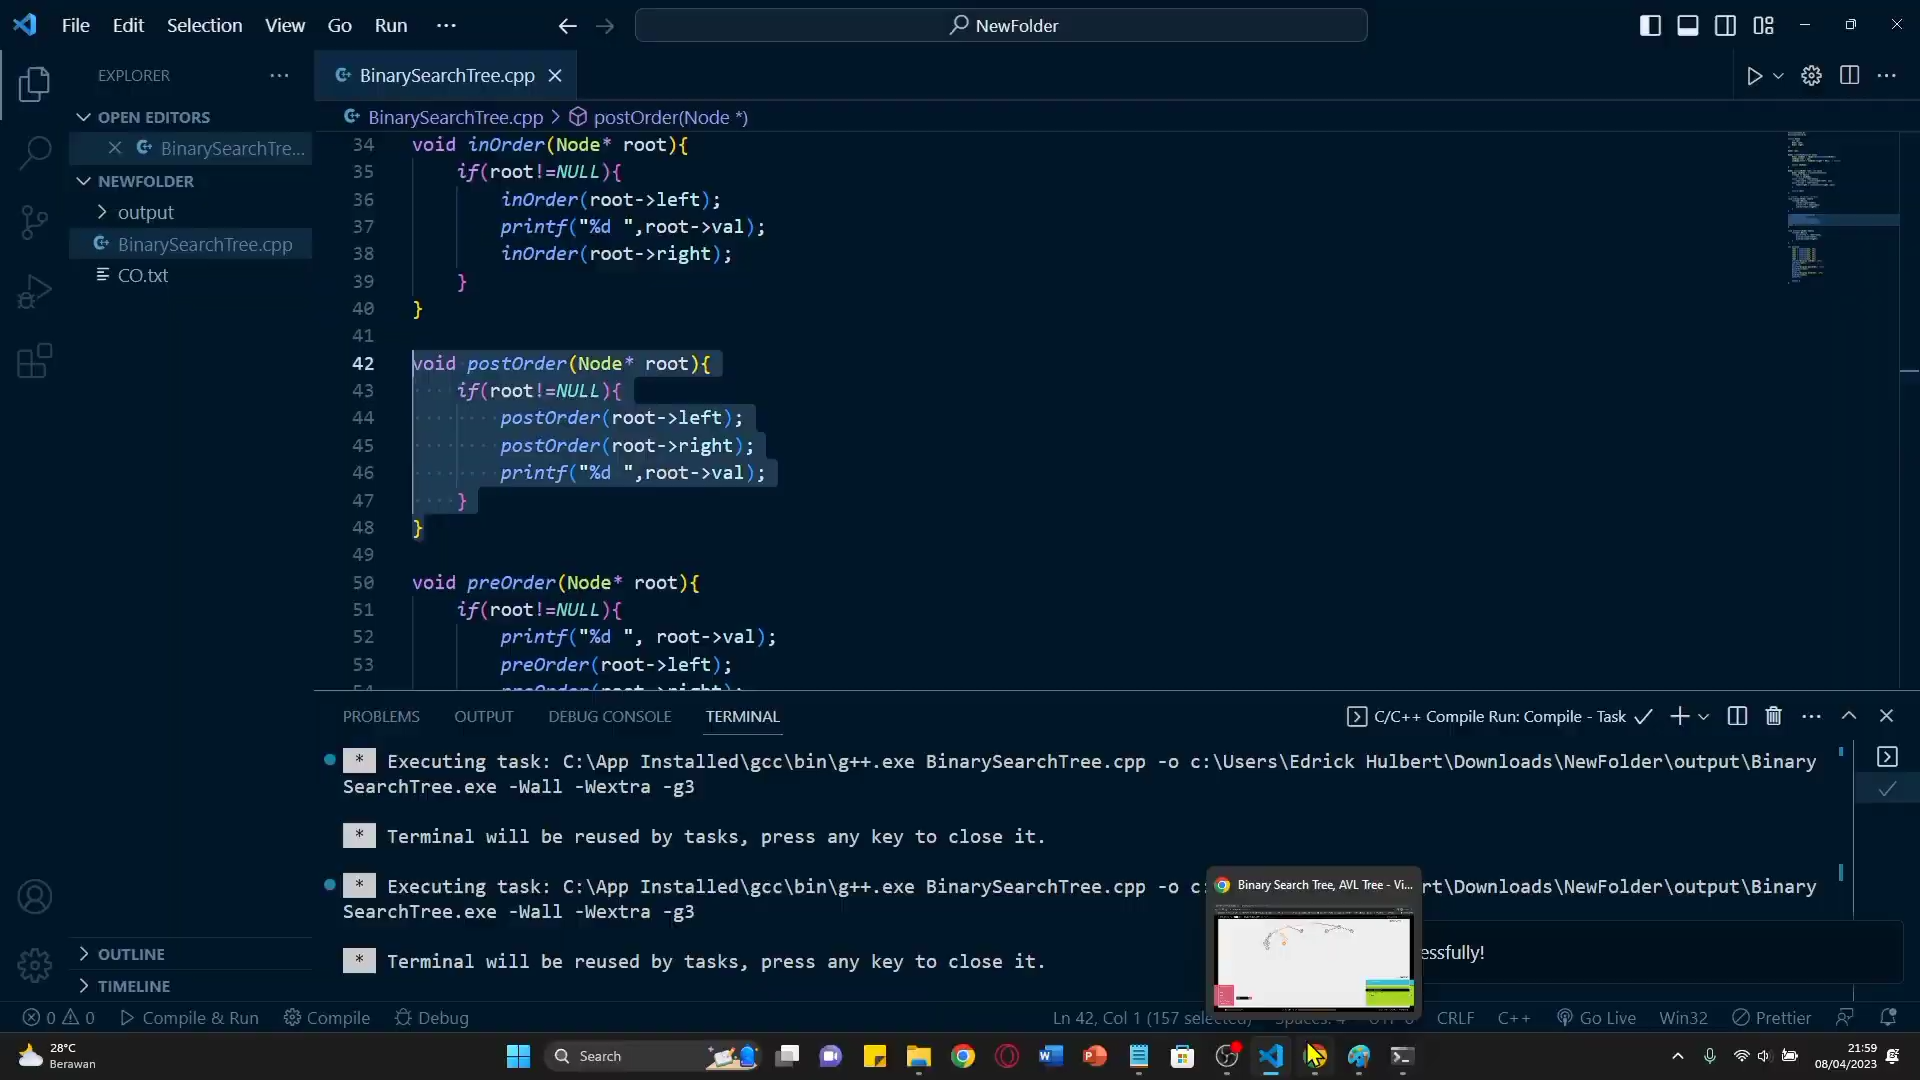 File Edit Selection View Go Run ···
NewFolder
EXPLORER
BinarySearchTree.cpp
OPEN EDITORS
BinarySearchTree.cpp > postOrder(Node *)
BinarySearchTre...
NEWFOLDER
output
BinarySearchTree.cpp
CO.txt
34 void inOrder(Node* root){
35 if(root!=NULL){
36 inOrder(root->left);
37 printf("%d ",root->val);
38 inOrder(root->right);
39 }
40 }
41
42 void postOrder(Node* root){
43 if(root!=NULL){
44 postOrder(root->left);
45 postOrder(root->right);
46 printf("%d ",root->val);
47 }
48 }
49
50 void preOrder(Node* root){
51 if(root!=NULL){
52 printf("%d ", root->val);
53 preOrder(root->left);
54 preOrder(root->right);
PROBLEMS OUTPUT DEBUG CONSOLE TERMINAL
C/C++ Compile Run: Compile - Task
* Executing task: C:\App Installed\gcc\bin\g++.exe BinarySearchTree.cpp -o c:\Users\Edrick Hulbert\Downloads\NewFolder\output\Binary
SearchTree.exe -Wall -Wextra -g3
* Terminal will be reused by tasks, press any key to close it.
* Executing task: C:\App Installed\gcc\bin\g++.exe BinarySearchTree.cpp -o c: rt\Downloads\NewFolder\output\Binary
SearchTree.exe -Wall -Wextra -g3
* Terminal will be reused by tasks, press any key to close it.
Binary Search Tree, AVL Tree - Vi...
essfully!
OUTLINE
TIMELINE
0 0 Compile & Run Compile Debug
Ln 42, Col 1 (157 selected) Spaces: 4 UTF-8 CRLF C++ Go Live Win32 Prettier
28°C
Berawan
Search
21:59
08/04/2023